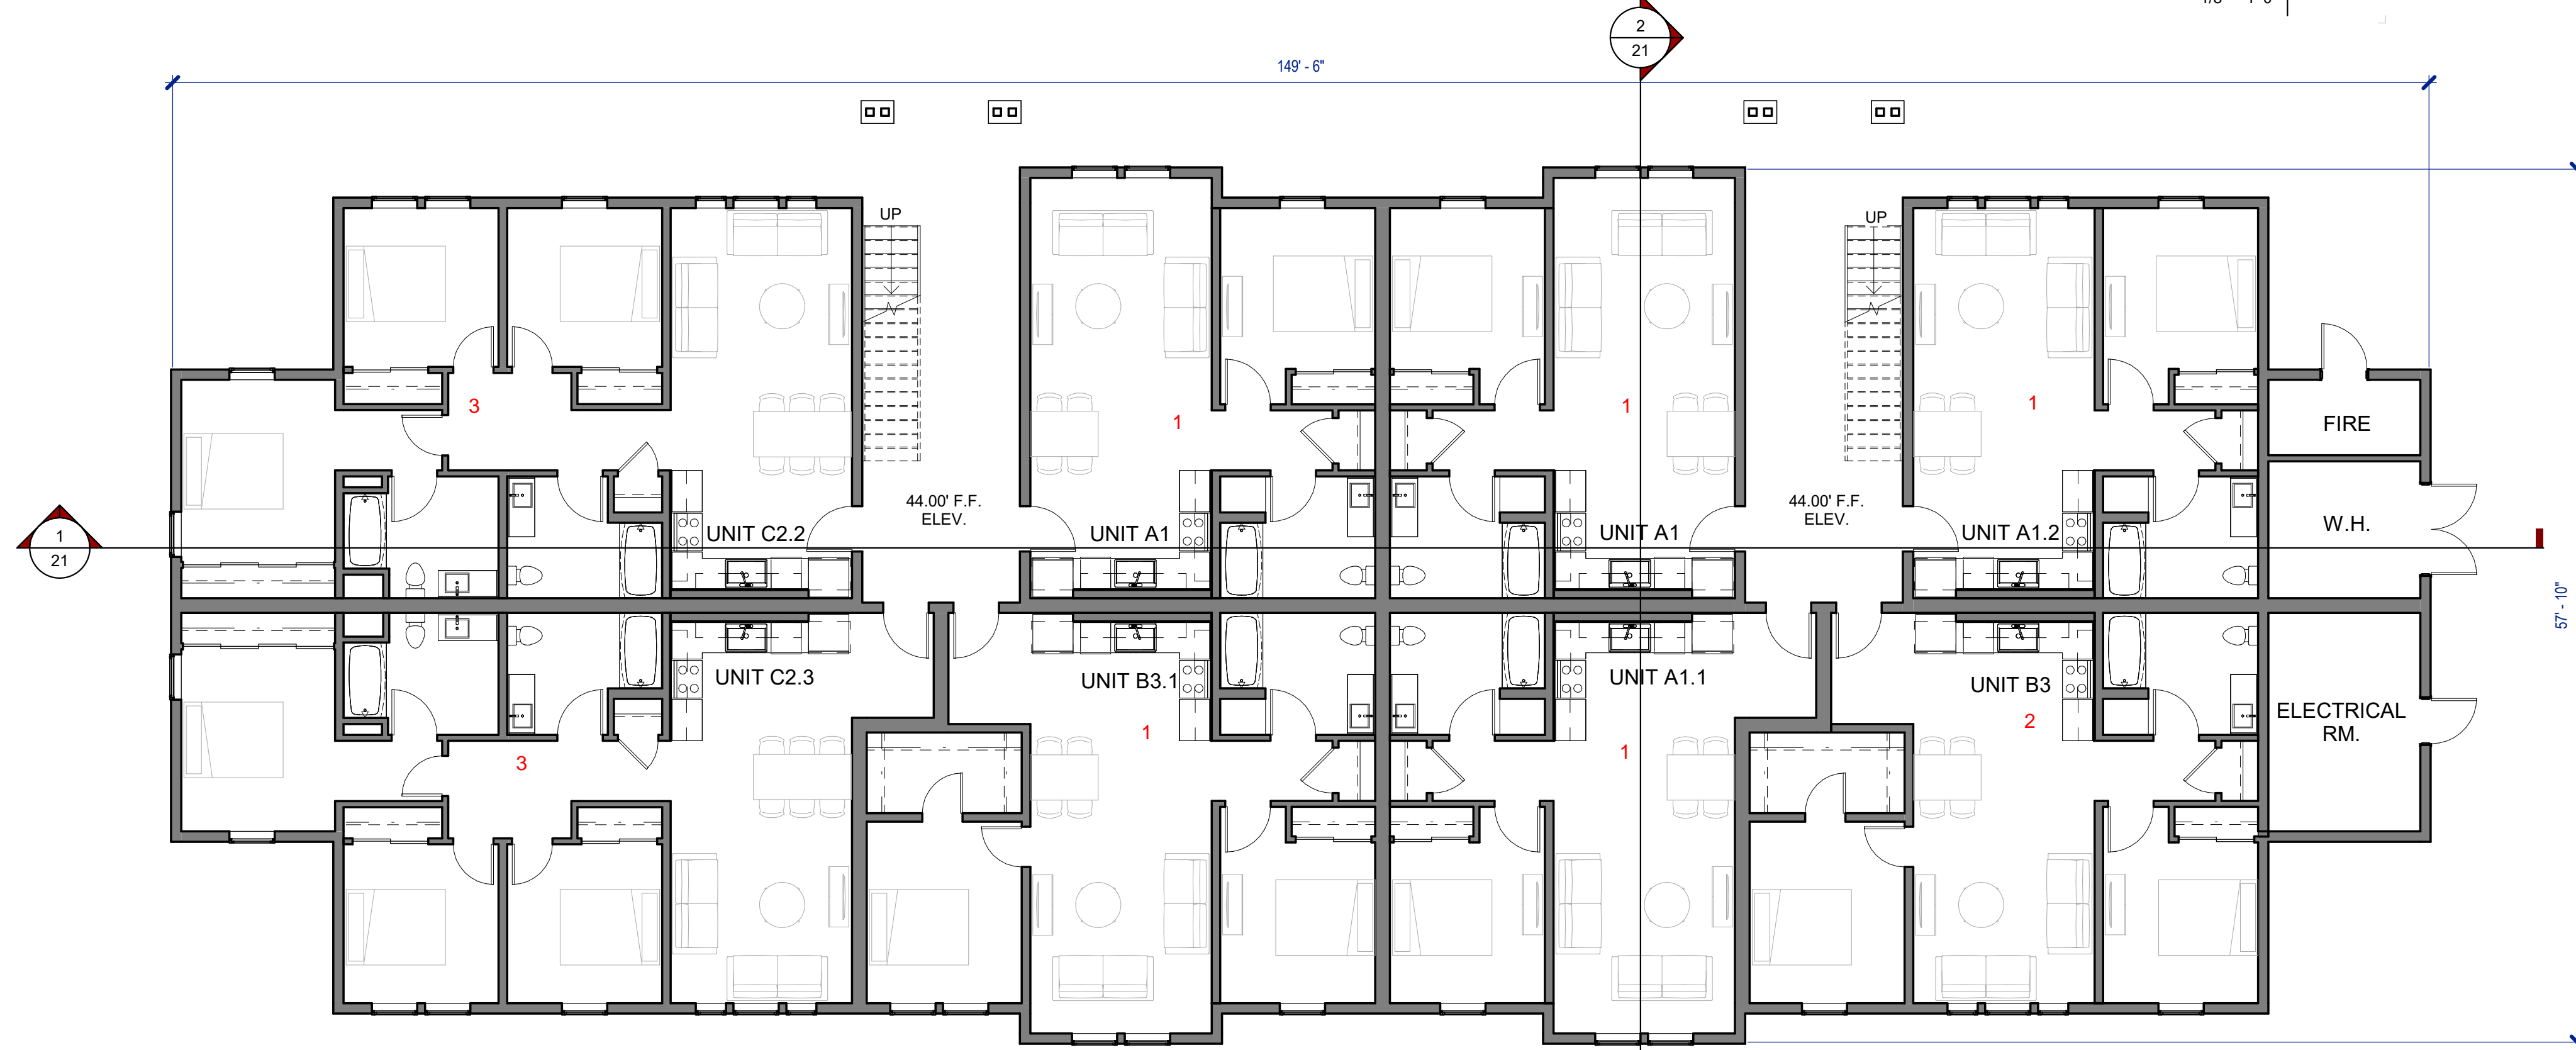 2
21
149' - 6"
UP
UP
3
1
1
1
FIRE
44.00' F.F.
ELEV.
44.00' F.F.
ELEV.
UNIT C2.2
UNIT A1
UNIT A1
UNIT A1.2
W.H.
1
21
57' - 10"
UNIT C2.3
UNIT B3.1
UNIT A1.1
UNIT B3
ELECTRICAL
RM.
3
1
1
2